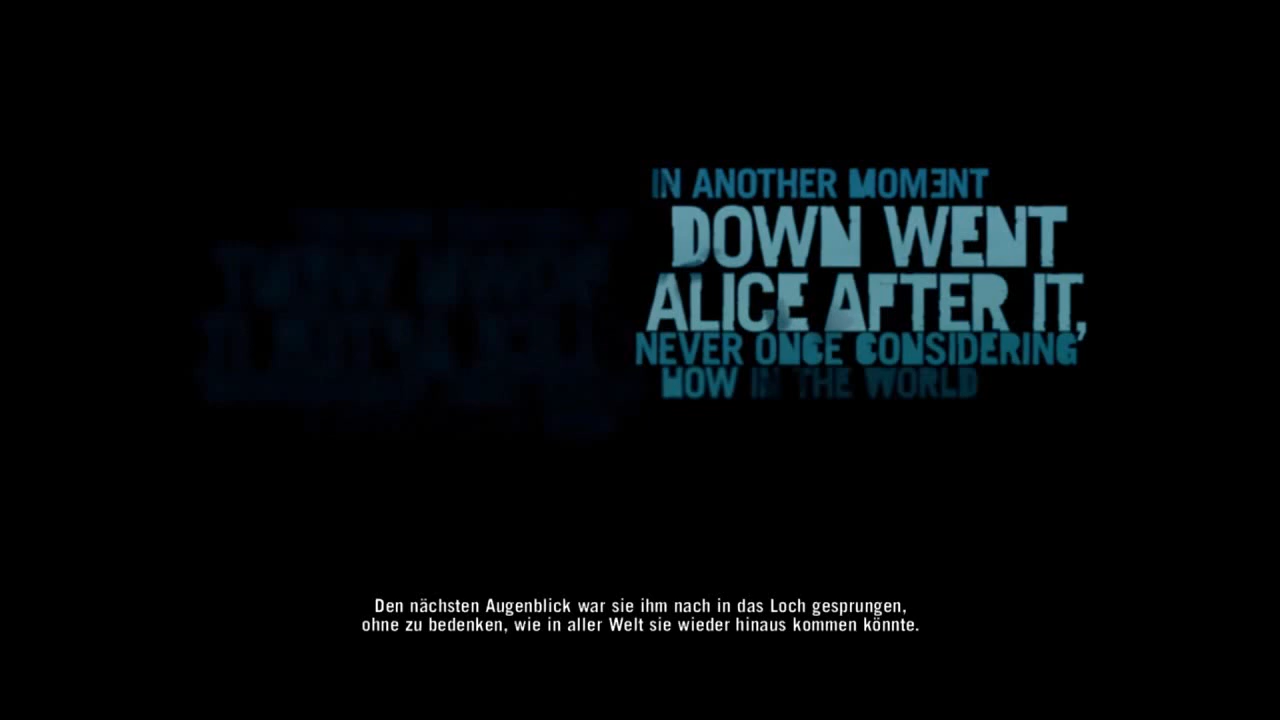 IN ANOTHER MOMENT
DOWN WENT
ALICE AFTER IT,
NEVER ONCE CONSIDERING
HOW IN THE WORLD
Den nächsten Augenblick war sie ihm nach in das Loch gesprungen,
ohne zu bedenken, wie in aller Welt sie wieder hinaus kommen könnte.